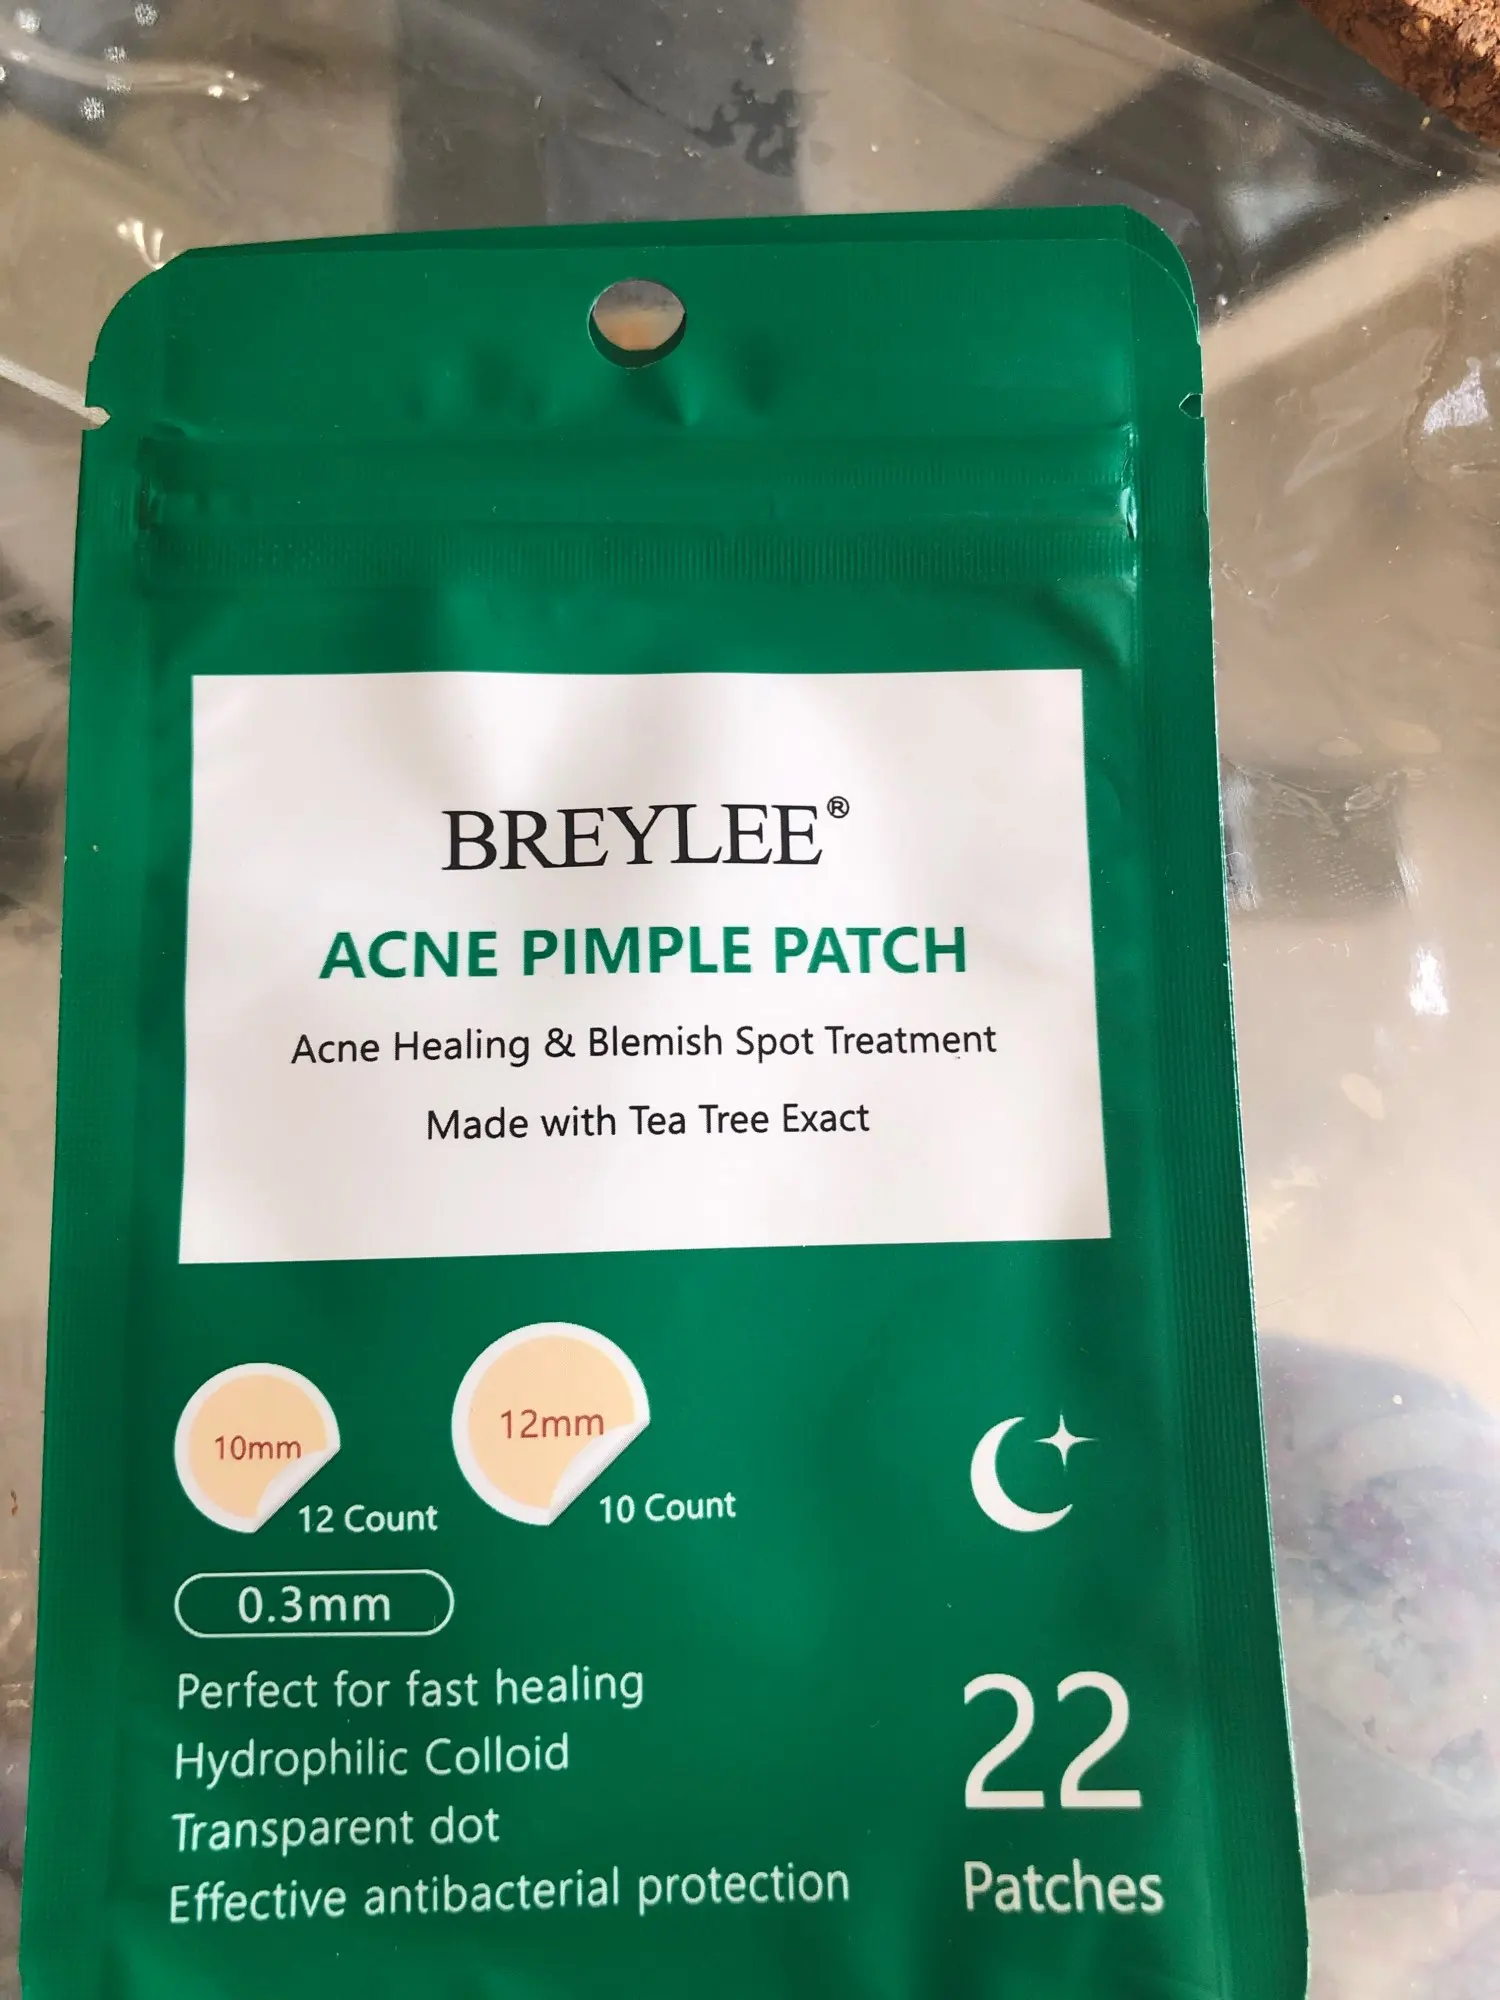 BREYLEE®
ACNE PIMPLE PATCH
Acne Healing & Blemish Spot Treatment
Made with Tea Tree Exact
10mm
12 Count
12mm
10 Count
0.3mm
Perfect for fast healing
Hydrophilic Colloid
Transparent dot
Effective antibacterial protection
22
Patches